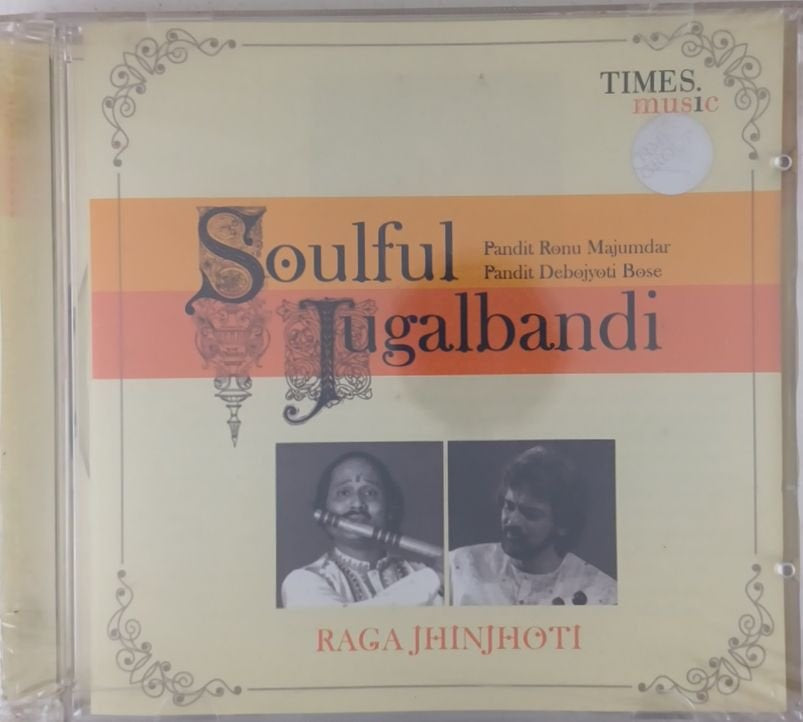 TIMES.
music
Soulful
Pandit Ronu Majumdar
Pandit Debojyoti Bose
Jugalbandi
RAGA JHINJHOTI